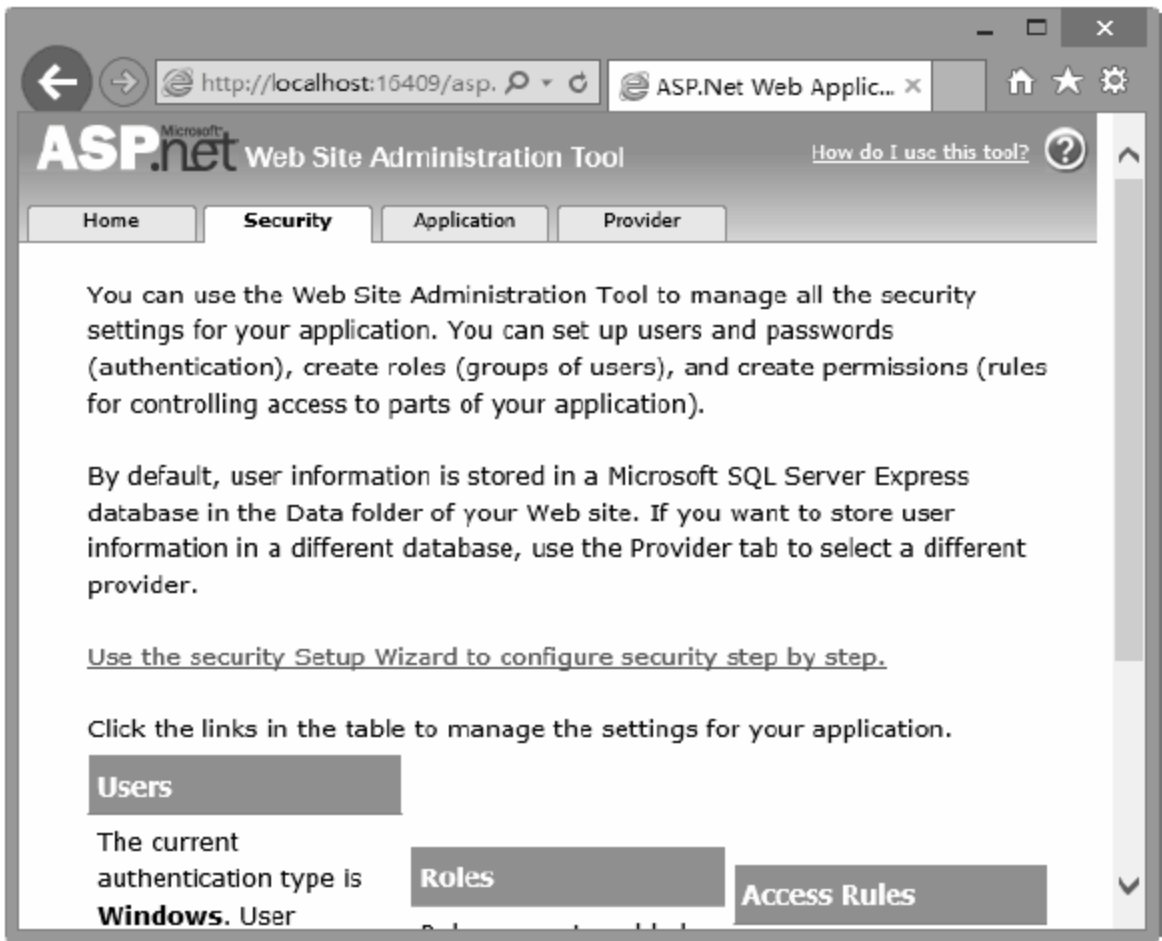 http://localhost:16409/asp.
ASP.Net Web Applic...
ASP.net Microsoft Web Site Administration Tool
How do I use this tool?
Home Security Application Provider
You can use the Web Site Administration Tool to manage all the security
settings for your application. You can set up users and passwords
(authentication), create roles (groups of users), and create permissions (rules
for controlling access to parts of your application).
By default, user information is stored in a Microsoft SQL Server Express
database in the Data folder of your Web site. If you want to store user
information in a different database, use the Provider tab to select a different
provider.
Use the security Setup Wizard to configure security step by step.
Click the links in the table to manage the settings for your application.
Users
The current
authentication type is
Windows. User
Roles
Access Rules